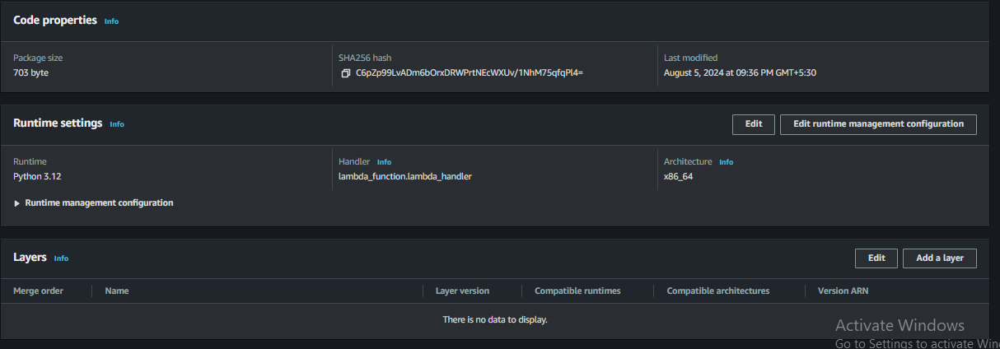 Code properties Info
Package size
703 byte
SHA256 hash
C6pZp99LvADm6bOrxDRWPrtNEcWXUv/1NhM75qfqPl4=
Last modified
August 5, 2024 at 09:36 PM GMT+5:30
Runtime settings Info
Edit
Edit runtime management configuration
Runtime
Python 3.12
Handler Info
lambda_function.lambda_handler
Architecture Info
x86_64
Runtime management configuration
Layers Info
Edit
Add a layer
Merge order Name Layer version Compatible runtimes Compatible architectures Version ARN
There is no data to display.
Activate Windows
Go to Settings to activate Win